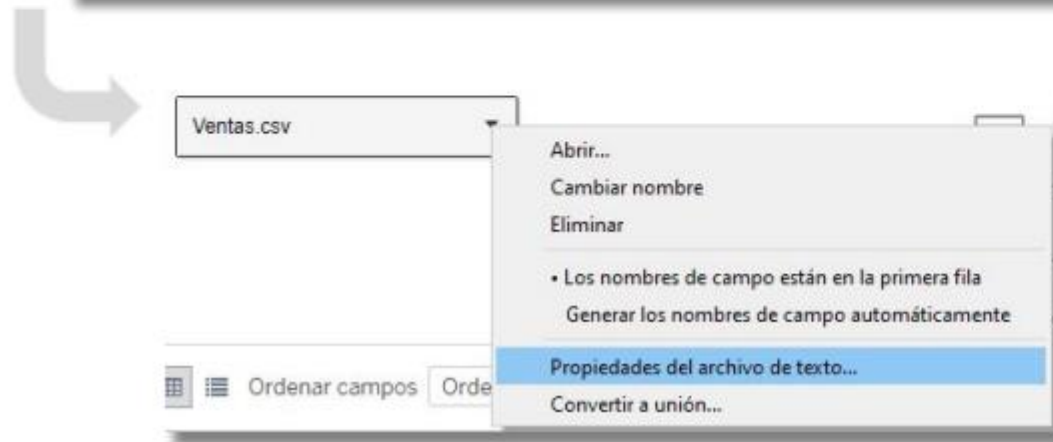 Ventas.csv
Abrir...
Cambiar nombre
Eliminar
• Los nombres de campo están en la primera fila
Generar los nombres de campo automáticamente
Propiedades del archivo de texto...
Convertir a unión...
Ordenar campos Orde